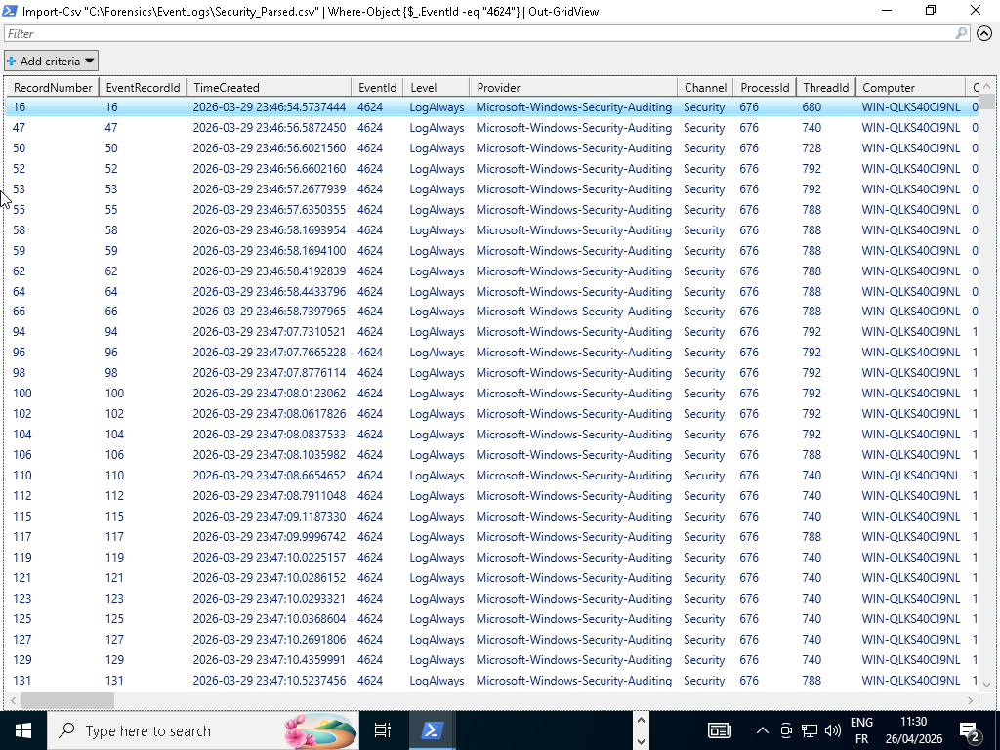 Import-Csv "C:\Forensics\EventLogs\Security_Parsed.csv" | Where-Object {$_.EventId -eq "4624"} | Out-GridView
Filter
Add criteria
RecordNumber EventRecordId TimeCreated EventId Level Provider Channel ProcessId ThreadId Computer C
16 16 2026-03-29 23:46:54.5737444 4624 LogAlways Microsoft-Windows-Security-Auditing Security 676 680 WIN-QLKS40CI9NL 0
47 47 2026-03-29 23:46:56.5872450 4624 LogAlways Microsoft-Windows-Security-Auditing Security 676 740 WIN-QLKS40CI9NL 0
50 50 2026-03-29 23:46:56.6021560 4624 LogAlways Microsoft-Windows-Security-Auditing Security 676 728 WIN-QLKS40CI9NL 0
52 52 2026-03-29 23:46:56.6602160 4624 LogAlways Microsoft-Windows-Security-Auditing Security 676 792 WIN-QLKS40CI9NL 0
53 53 2026-03-29 23:46:57.2677939 4624 LogAlways Microsoft-Windows-Security-Auditing Security 676 792 WIN-QLKS40CI9NL 0
55 55 2026-03-29 23:46:57.6350355 4624 LogAlways Microsoft-Windows-Security-Auditing Security 676 788 WIN-QLKS40CI9NL 0
58 58 2026-03-29 23:46:58.1693954 4624 LogAlways Microsoft-Windows-Security-Auditing Security 676 788 WIN-QLKS40CI9NL 0
59 59 2026-03-29 23:46:58.1694100 4624 LogAlways Microsoft-Windows-Security-Auditing Security 676 788 WIN-QLKS40CI9NL 0
62 62 2026-03-29 23:46:58.4192839 4624 LogAlways Microsoft-Windows-Security-Auditing Security 676 788 WIN-QLKS40CI9NL 0
64 64 2026-03-29 23:46:58.4433796 4624 LogAlways Microsoft-Windows-Security-Auditing Security 676 788 WIN-QLKS40CI9NL 0
66 66 2026-03-29 23:46:58.7397965 4624 LogAlways Microsoft-Windows-Security-Auditing Security 676 788 WIN-QLKS40CI9NL 0
94 94 2026-03-29 23:47:07.7310521 4624 LogAlways Microsoft-Windows-Security-Auditing Security 676 792 WIN-QLKS40CI9NL 1
96 96 2026-03-29 23:47:07.7665228 4624 LogAlways Microsoft-Windows-Security-Auditing Security 676 792 WIN-QLKS40CI9NL 1
98 98 2026-03-29 23:47:07.8776114 4624 LogAlways Microsoft-Windows-Security-Auditing Security 676 792 WIN-QLKS40CI9NL 1
100 100 2026-03-29 23:47:08.0123062 4624 LogAlways Microsoft-Windows-Security-Auditing Security 676 792 WIN-QLKS40CI9NL 1
102 102 2026-03-29 23:47:08.0617826 4624 LogAlways Microsoft-Windows-Security-Auditing Security 676 792 WIN-QLKS40CI9NL 1
104 104 2026-03-29 23:47:08.0837533 4624 LogAlways Microsoft-Windows-Security-Auditing Security 676 792 WIN-QLKS40CI9NL 1
106 106 2026-03-29 23:47:08.1035982 4624 LogAlways Microsoft-Windows-Security-Auditing Security 676 788 WIN-QLKS40CI9NL 1
110 110 2026-03-29 23:47:08.6654652 4624 LogAlways Microsoft-Windows-Security-Auditing Security 676 740 WIN-QLKS40CI9NL 1
112 112 2026-03-29 23:47:08.7911048 4624 LogAlways Microsoft-Windows-Security-Auditing Security 676 740 WIN-QLKS40CI9NL 1
115 115 2026-03-29 23:47:09.1187330 4624 LogAlways Microsoft-Windows-Security-Auditing Security 676 740 WIN-QLKS40CI9NL 1
117 117 2026-03-29 23:47:09.9996742 4624 LogAlways Microsoft-Windows-Security-Auditing Security 676 788 WIN-QLKS40CI9NL 1
119 119 2026-03-29 23:47:10.0225157 4624 LogAlways Microsoft-Windows-Security-Auditing Security 676 740 WIN-QLKS40CI9NL 1
121 121 2026-03-29 23:47:10.0286152 4624 LogAlways Microsoft-Windows-Security-Auditing Security 676 740 WIN-QLKS40CI9NL 1
123 123 2026-03-29 23:47:10.0293321 4624 LogAlways Microsoft-Windows-Security-Auditing Security 676 740 WIN-QLKS40CI9NL 1
125 125 2026-03-29 23:47:10.0368604 4624 LogAlways Microsoft-Windows-Security-Auditing Security 676 740 WIN-QLKS40CI9NL 1
127 127 2026-03-29 23:47:10.2691806 4624 LogAlways Microsoft-Windows-Security-Auditing Security 676 740 WIN-QLKS40CI9NL 1
129 129 2026-03-29 23:47:10.4359991 4624 LogAlways Microsoft-Windows-Security-Auditing Security 676 740 WIN-QLKS40CI9NL 1
131 131 2026-03-29 23:47:10.5237456 4624 LogAlways Microsoft-Windows-Security-Auditing Security 676 788 WIN-QLKS40CI9NL 1
Type here to search
ENG 11:30
FR 26/04/2026
2